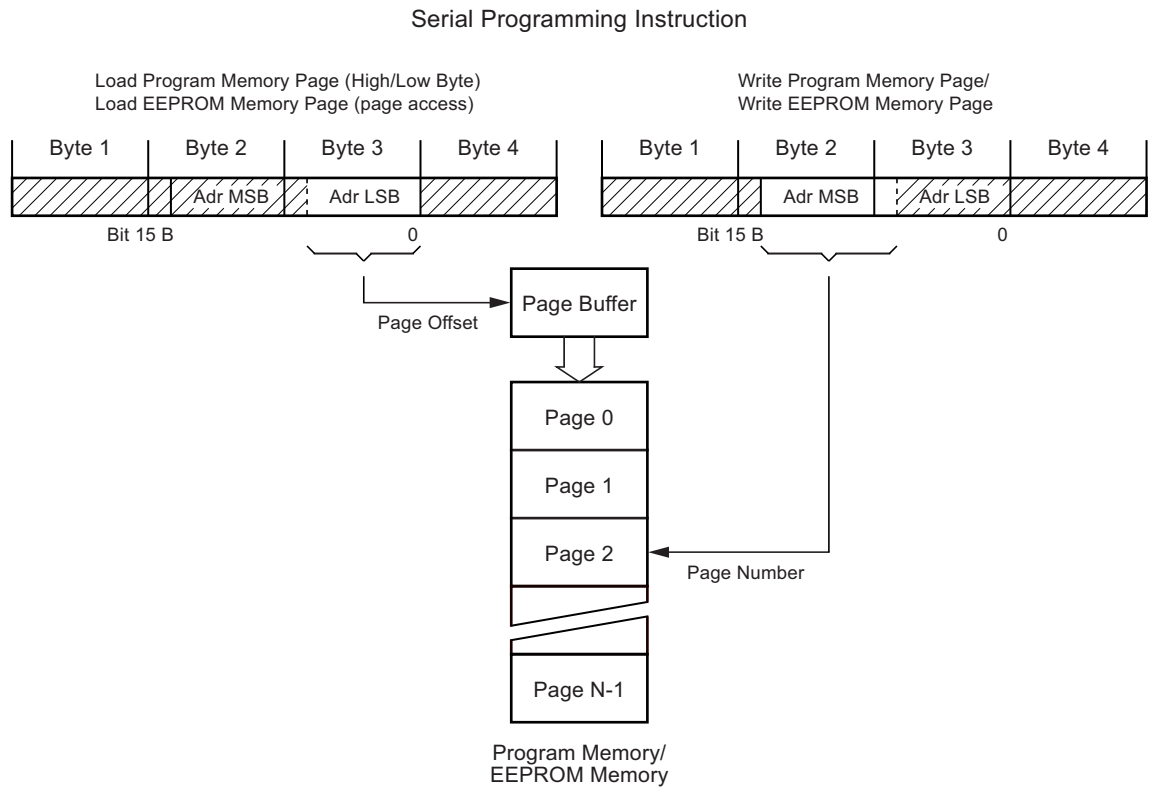 Serial Programming Instruction
Load Program Memory Page (High/Low Byte)
Load EEPROM Memory Page (page access)
Byte 1 Byte 2 Byte 3 Byte 4
Adr MSB Adr LSB
Bit 15 B 0
Write Program Memory Page/
Write EEPROM Memory Page
Byte 1 Byte 2 Byte 3 Byte 4
Adr MSB Adr LSB
Bit 15 B 0
Page Buffer
Page Offset
Page 0
Page 1
Page 2
Page Number
Page N-1
Program Memory/
EEPROM Memory